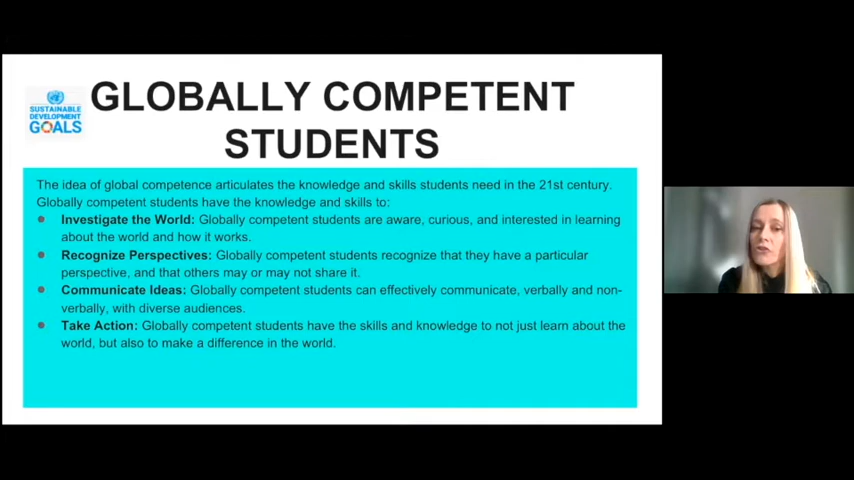 GLOBALLY COMPETENT
STUDENTS
SUSTAINABLE
DEVELOPMENT
GOALS
The idea of global competence articulates the knowledge and skills students need in the 21st century.
Globally competent students have the knowledge and skills to:
Investigate the World: Globally competent students are aware, curious, and interested in learning
about the world and how it works.
Recognize Perspectives: Globally competent students recognize that they have a particular
perspective, and that others may or may not share it.
Communicate Ideas: Globally competent students can effectively communicate, verbally and non-
verbally, with diverse audiences.
Take Action: Globally competent students have the skills and knowledge to not just learn about the
world, but also to make a difference in the world.